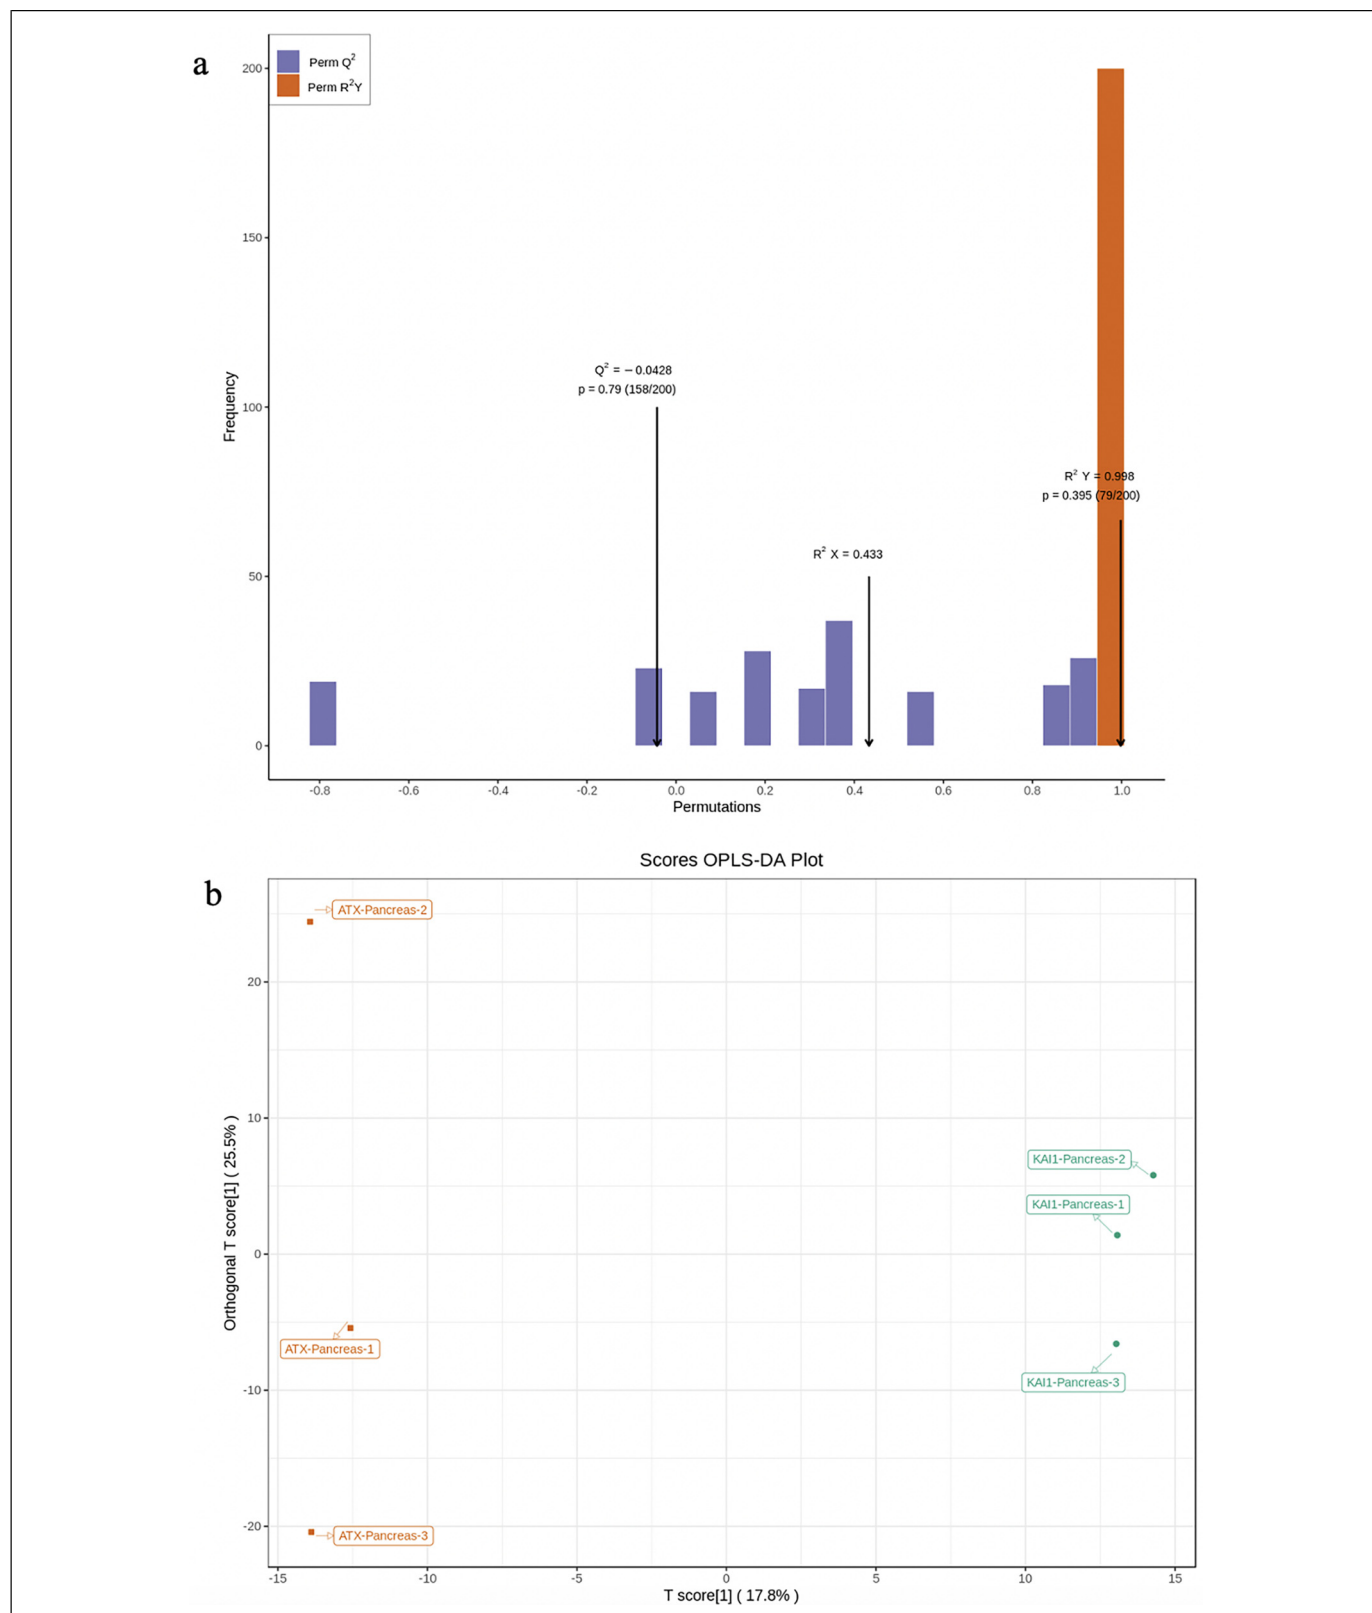 a
Perm Q²
Perm R²Y
200
150
100
50
0
Frequency
Q² = − 0.0428
p = 0.79 (158/200)
R² X = 0.433
R² Y = 0.998
p = 0.395 (79/200)
-0.8 -0.6 -0.4 -0.2 0.0 0.2 0.4 0.6 0.8 1.0
Permutations
Scores OPLS-DA Plot
b
ATX-Pancreas-2
KAI1-Pancreas-2
KAI1-Pancreas-1
ATX-Pancreas-1
KAI1-Pancreas-3
ATX-Pancreas-3
20
10
0
-10
-20
Orthogonal T score[1] ( 25.5% )
-15 -10 -5 0 5 10 15
T score[1] ( 17.8% )